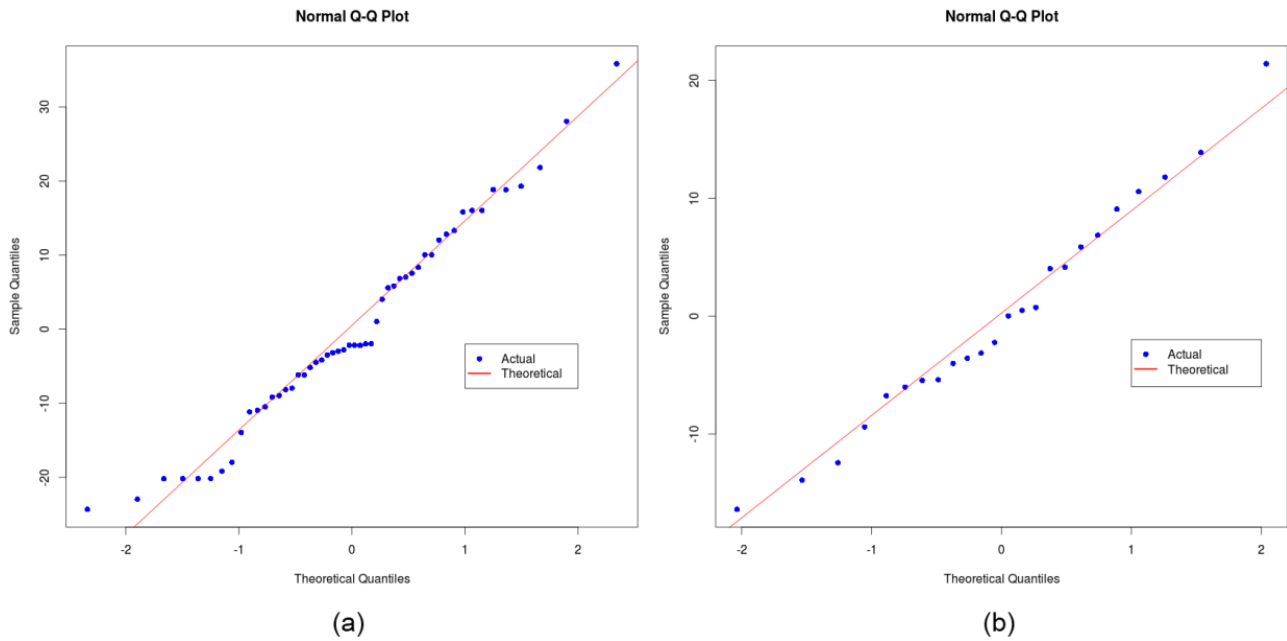 Normal Q-Q Plot
Sample Quantiles
30
20
10
0
-10
-20
Actual
Theoretical
-2 -1 0 1 2
Theoretical Quantiles
(a)
Normal Q-Q Plot
Sample Quantiles
20
10
0
-10
Actual
Theoretical
-2 -1 0 1 2
Theoretical Quantiles
(b)